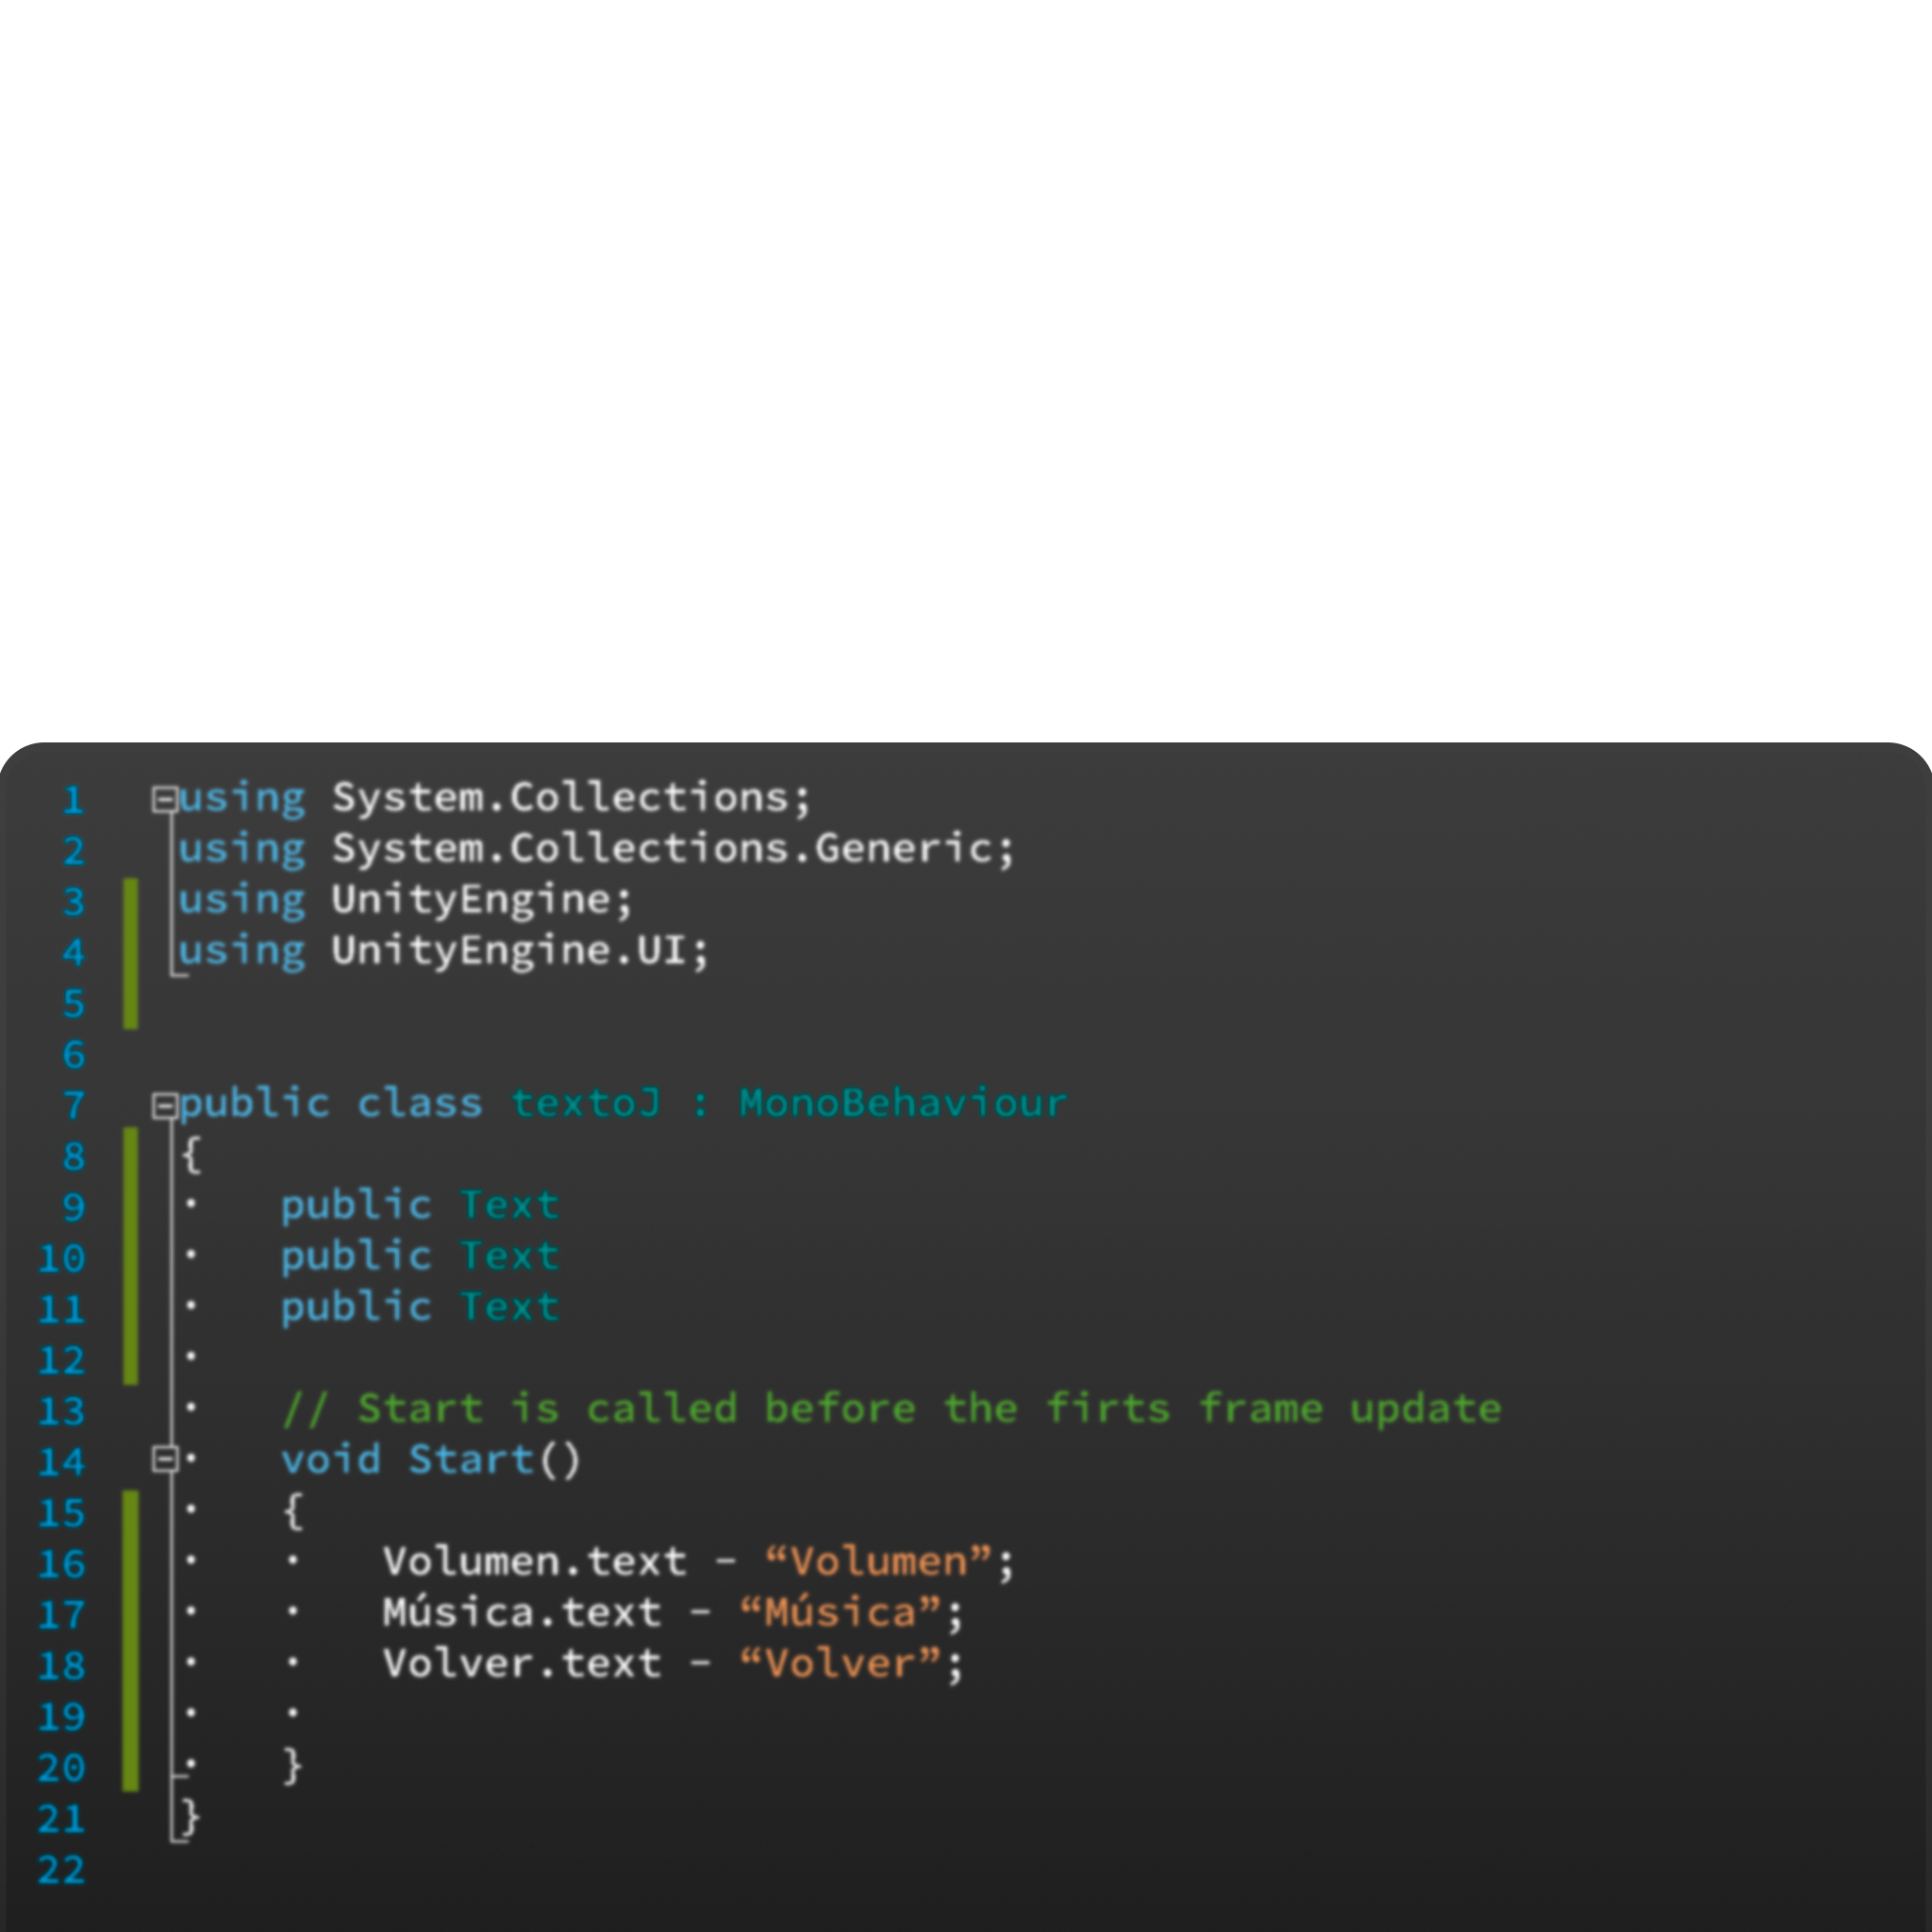 1 using System.Collections;
2 using System.Collections.Generic;
3 using UnityEngine;
4 using UnityEngine.UI;
5
6
7 public class textoJ : MonoBehaviour
8 {
9 public Text
10 public Text
11 public Text
12
13 // Start is called before the firts frame update
14 void Start()
15 {
16 Volumen.text – “Volumen”;
17 Música.text – “Música”;
18 Volver.text – “Volver”;
19
20 }
21 }
22